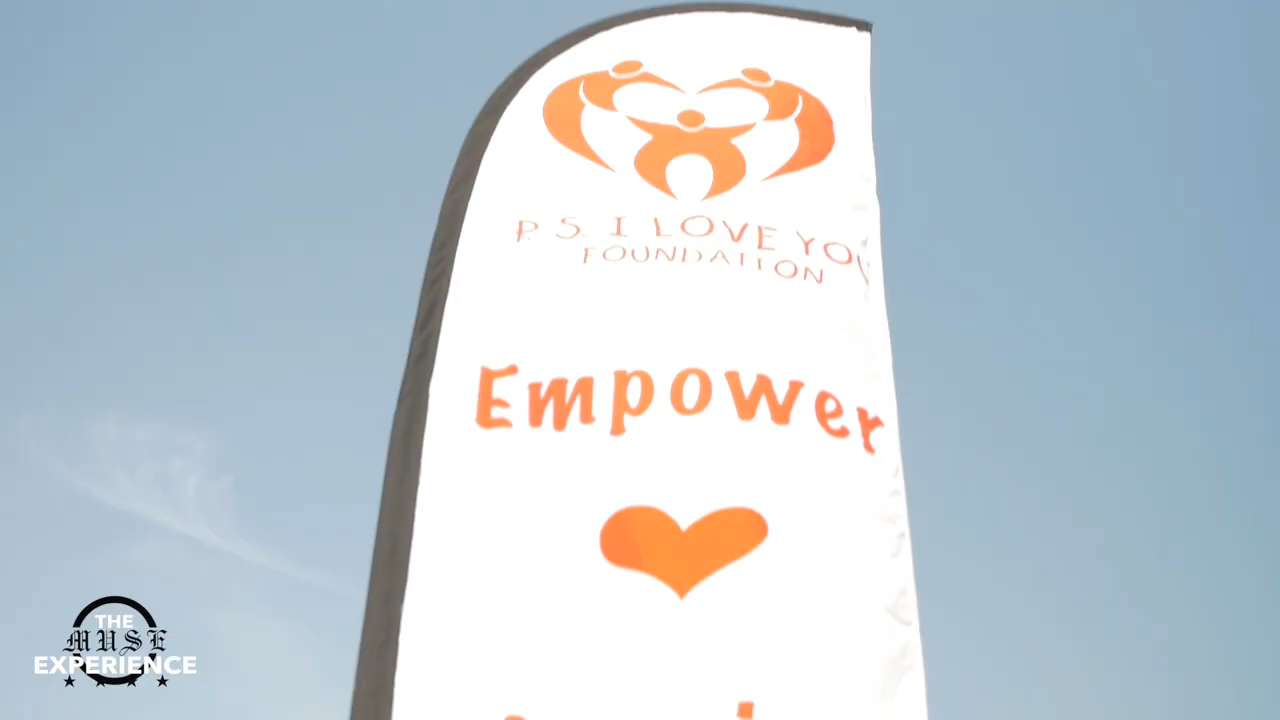 P. S. I LOVE YOU
FOUNDATION
Empower
THE
MUSE
EXPERIENCE